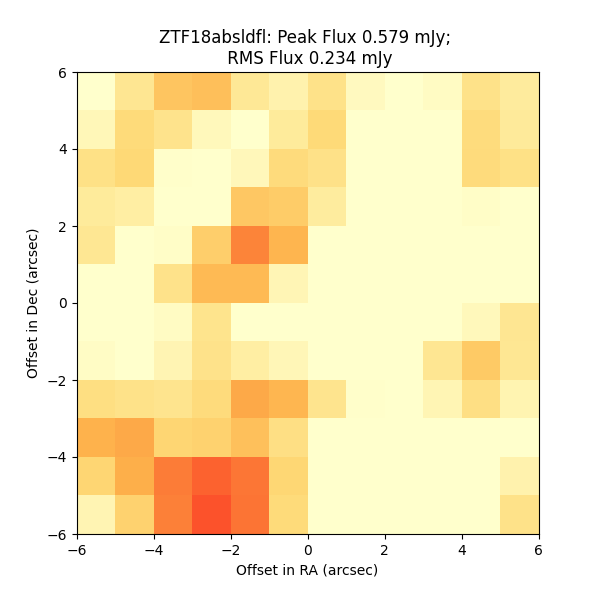 ZTF18absldfl: Peak Flux 0.579 mJy;
RMS Flux 0.234 mJy
6
4
2
0
−2
−4
−6
Offset in Dec (arcsec)
−6 −4 −2 0 2 4 6
Offset in RA (arcsec)